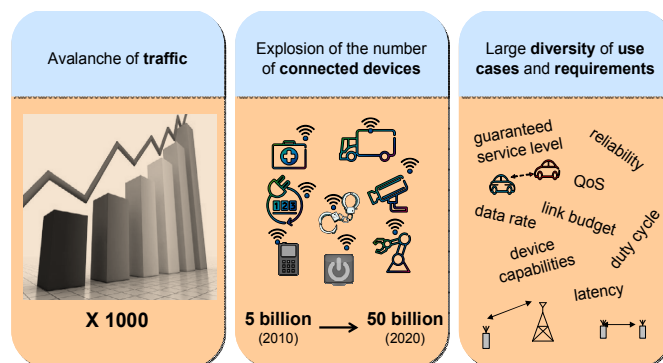 Avalanche of traffic
X 1000
Explosion of the number
of connected devices
5 billion
50 billion
(2010)
(2020)
Large diversity of use
cases and requirements
guaranteed
service level
reliability
QoS
data rate
link budget
duty cycle
device
capabilities
latency